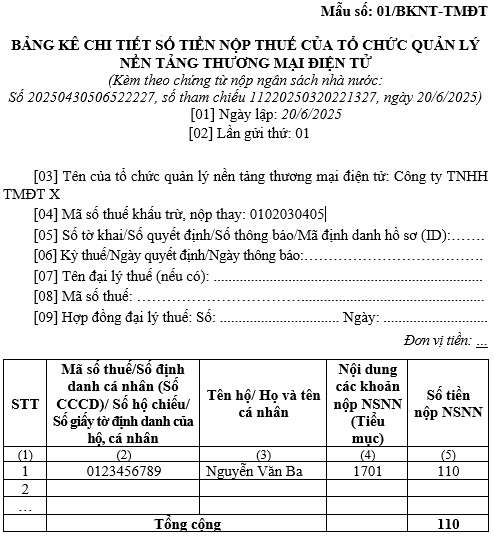 Mẫu số: 01/BKNT-TMĐT
BẢNG KÊ CHI TIẾT SỐ TIỀN NỘP THUẾ CỦA TỔ CHỨC QUẢN LÝ
NỀN TẢNG THƯƠNG MẠI ĐIỆN TỬ
(Kèm theo chứng từ nộp ngân sách nhà nước:
Số 20250430506522227, số tham chiếu 11220250320221327, ngày 20/6/2025)
[01] Ngày lập: 20/6/2025
[02] Lần gửi thứ: 01
[03] Tên của tổ chức quản lý nền tảng thương mại điện tử: Công ty TNHH
TMĐT X
[04] Mã số thuế khấu trừ, nộp thay: 0102030405
[05] Số tờ khai/Số quyết định/Số thông báo/Mã định danh hồ sơ (ID):…….
[06] Kỳ thuế/Ngày quyết định/Ngày thông báo:……………………….
[07] Tên đại lý thuế (nếu có): ..........................................................
[08] Mã số thuế: ……………………………...........................................
[09] Hợp đồng đại lý thuế: Số: ............................... Ngày: .....................
Đơn vị tiền: ...
STT
Mã số thuế/Số định
danh cá nhân (Số
CCCD)/ Số hộ chiếu/
Số giấy tờ định danh của
hộ, cá nhân
Tên hộ/ Họ và tên
cá nhân
Nội dung
các khoản
nộp NSNN
(Tiểu
mục)
Số tiền
nộp NSNN
(1) (2) (3) (4) (5)
1 0123456789 Nguyễn Văn Ba 1701 110
2
…
Tổng cộng 110